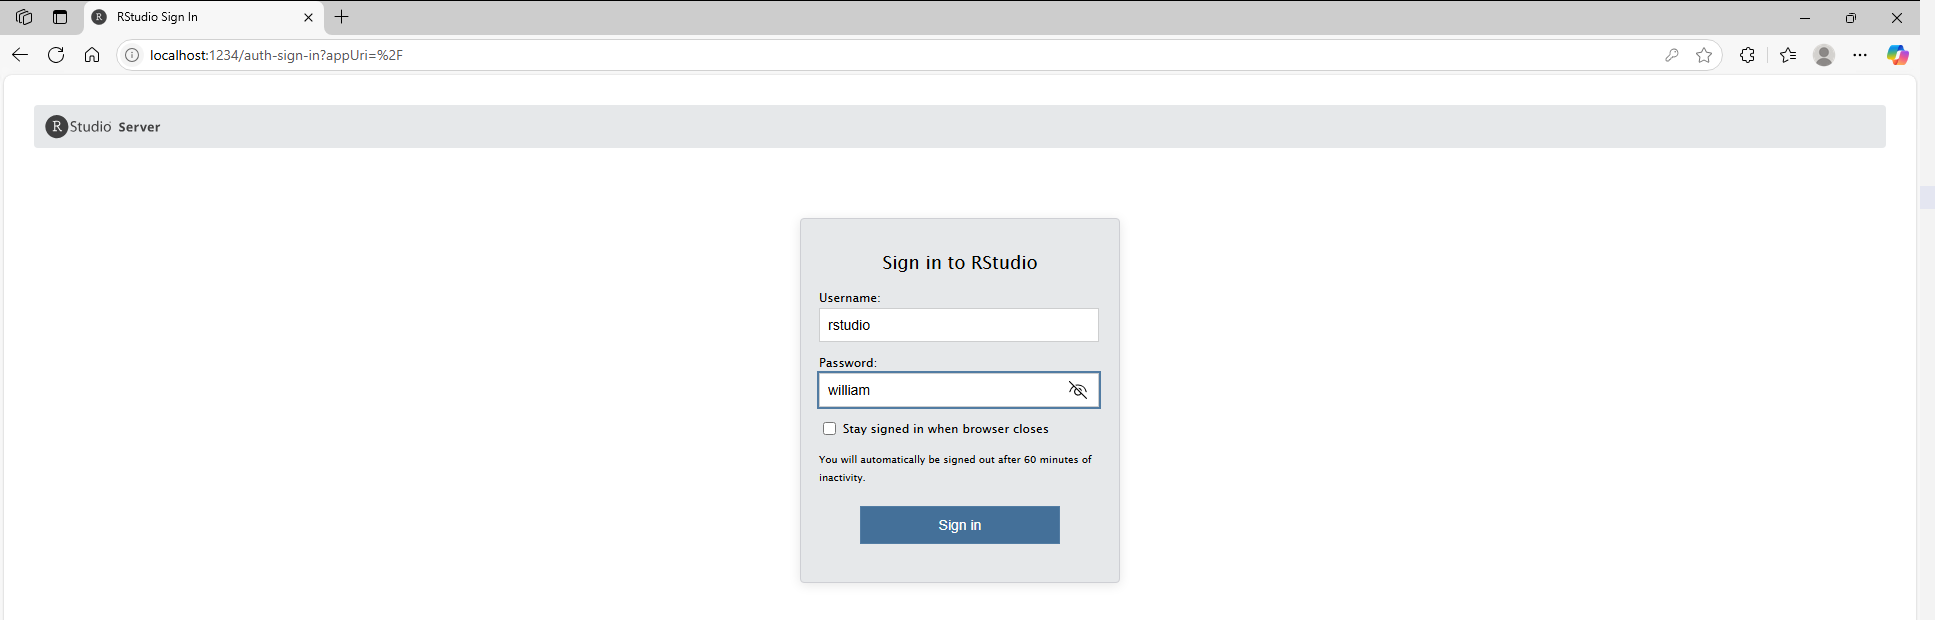 RStudio Sign In
localhost:1234/auth-sign-in?appUri=%2F
R Studio Server
Sign in to RStudio
Username:
rstudio
Password:
william
Stay signed in when browser closes
You will automatically be signed out after 60 minutes of
inactivity.
Sign in